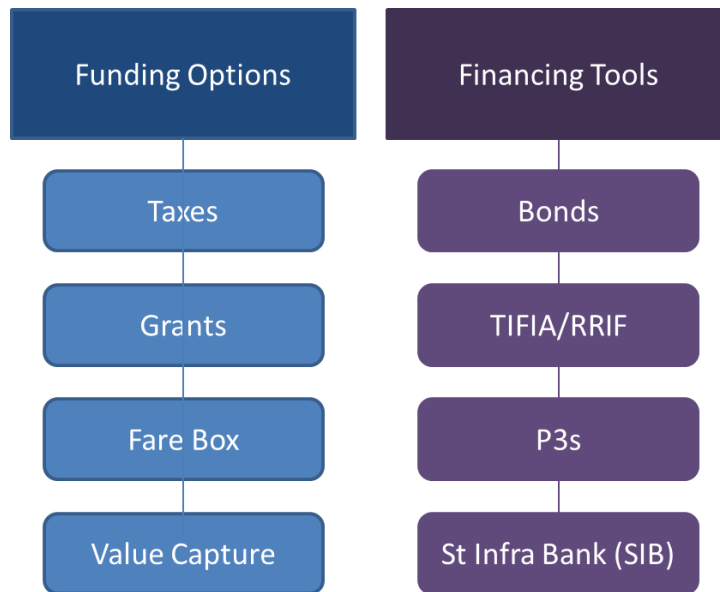 Funding Options
Taxes
Grants
Fare Box
Value Capture
Financing Tools
Bonds
TIFIA/RRIF
P3s
St Infra Bank (SIB)